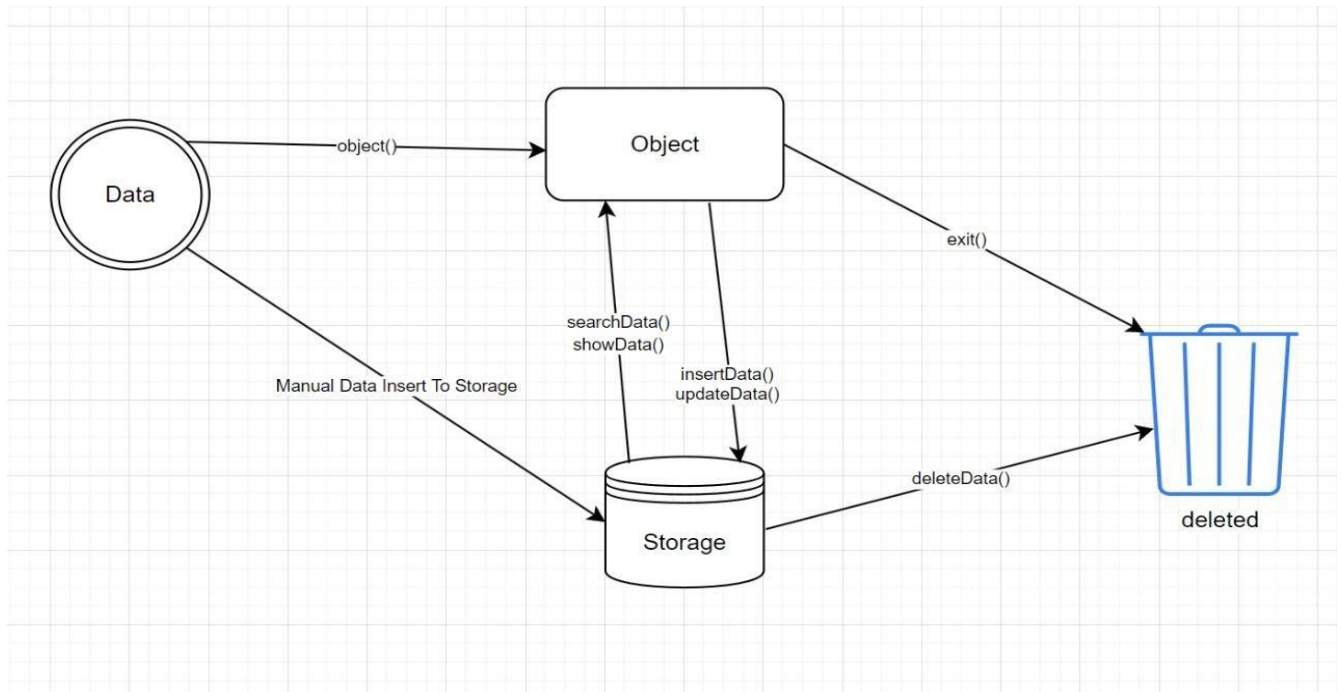 Object
object()
Data
exit()
searchData()
showData()
insertData()
updateData()
Manual Data Insert To Storage
deleteData()
deleted
Storage